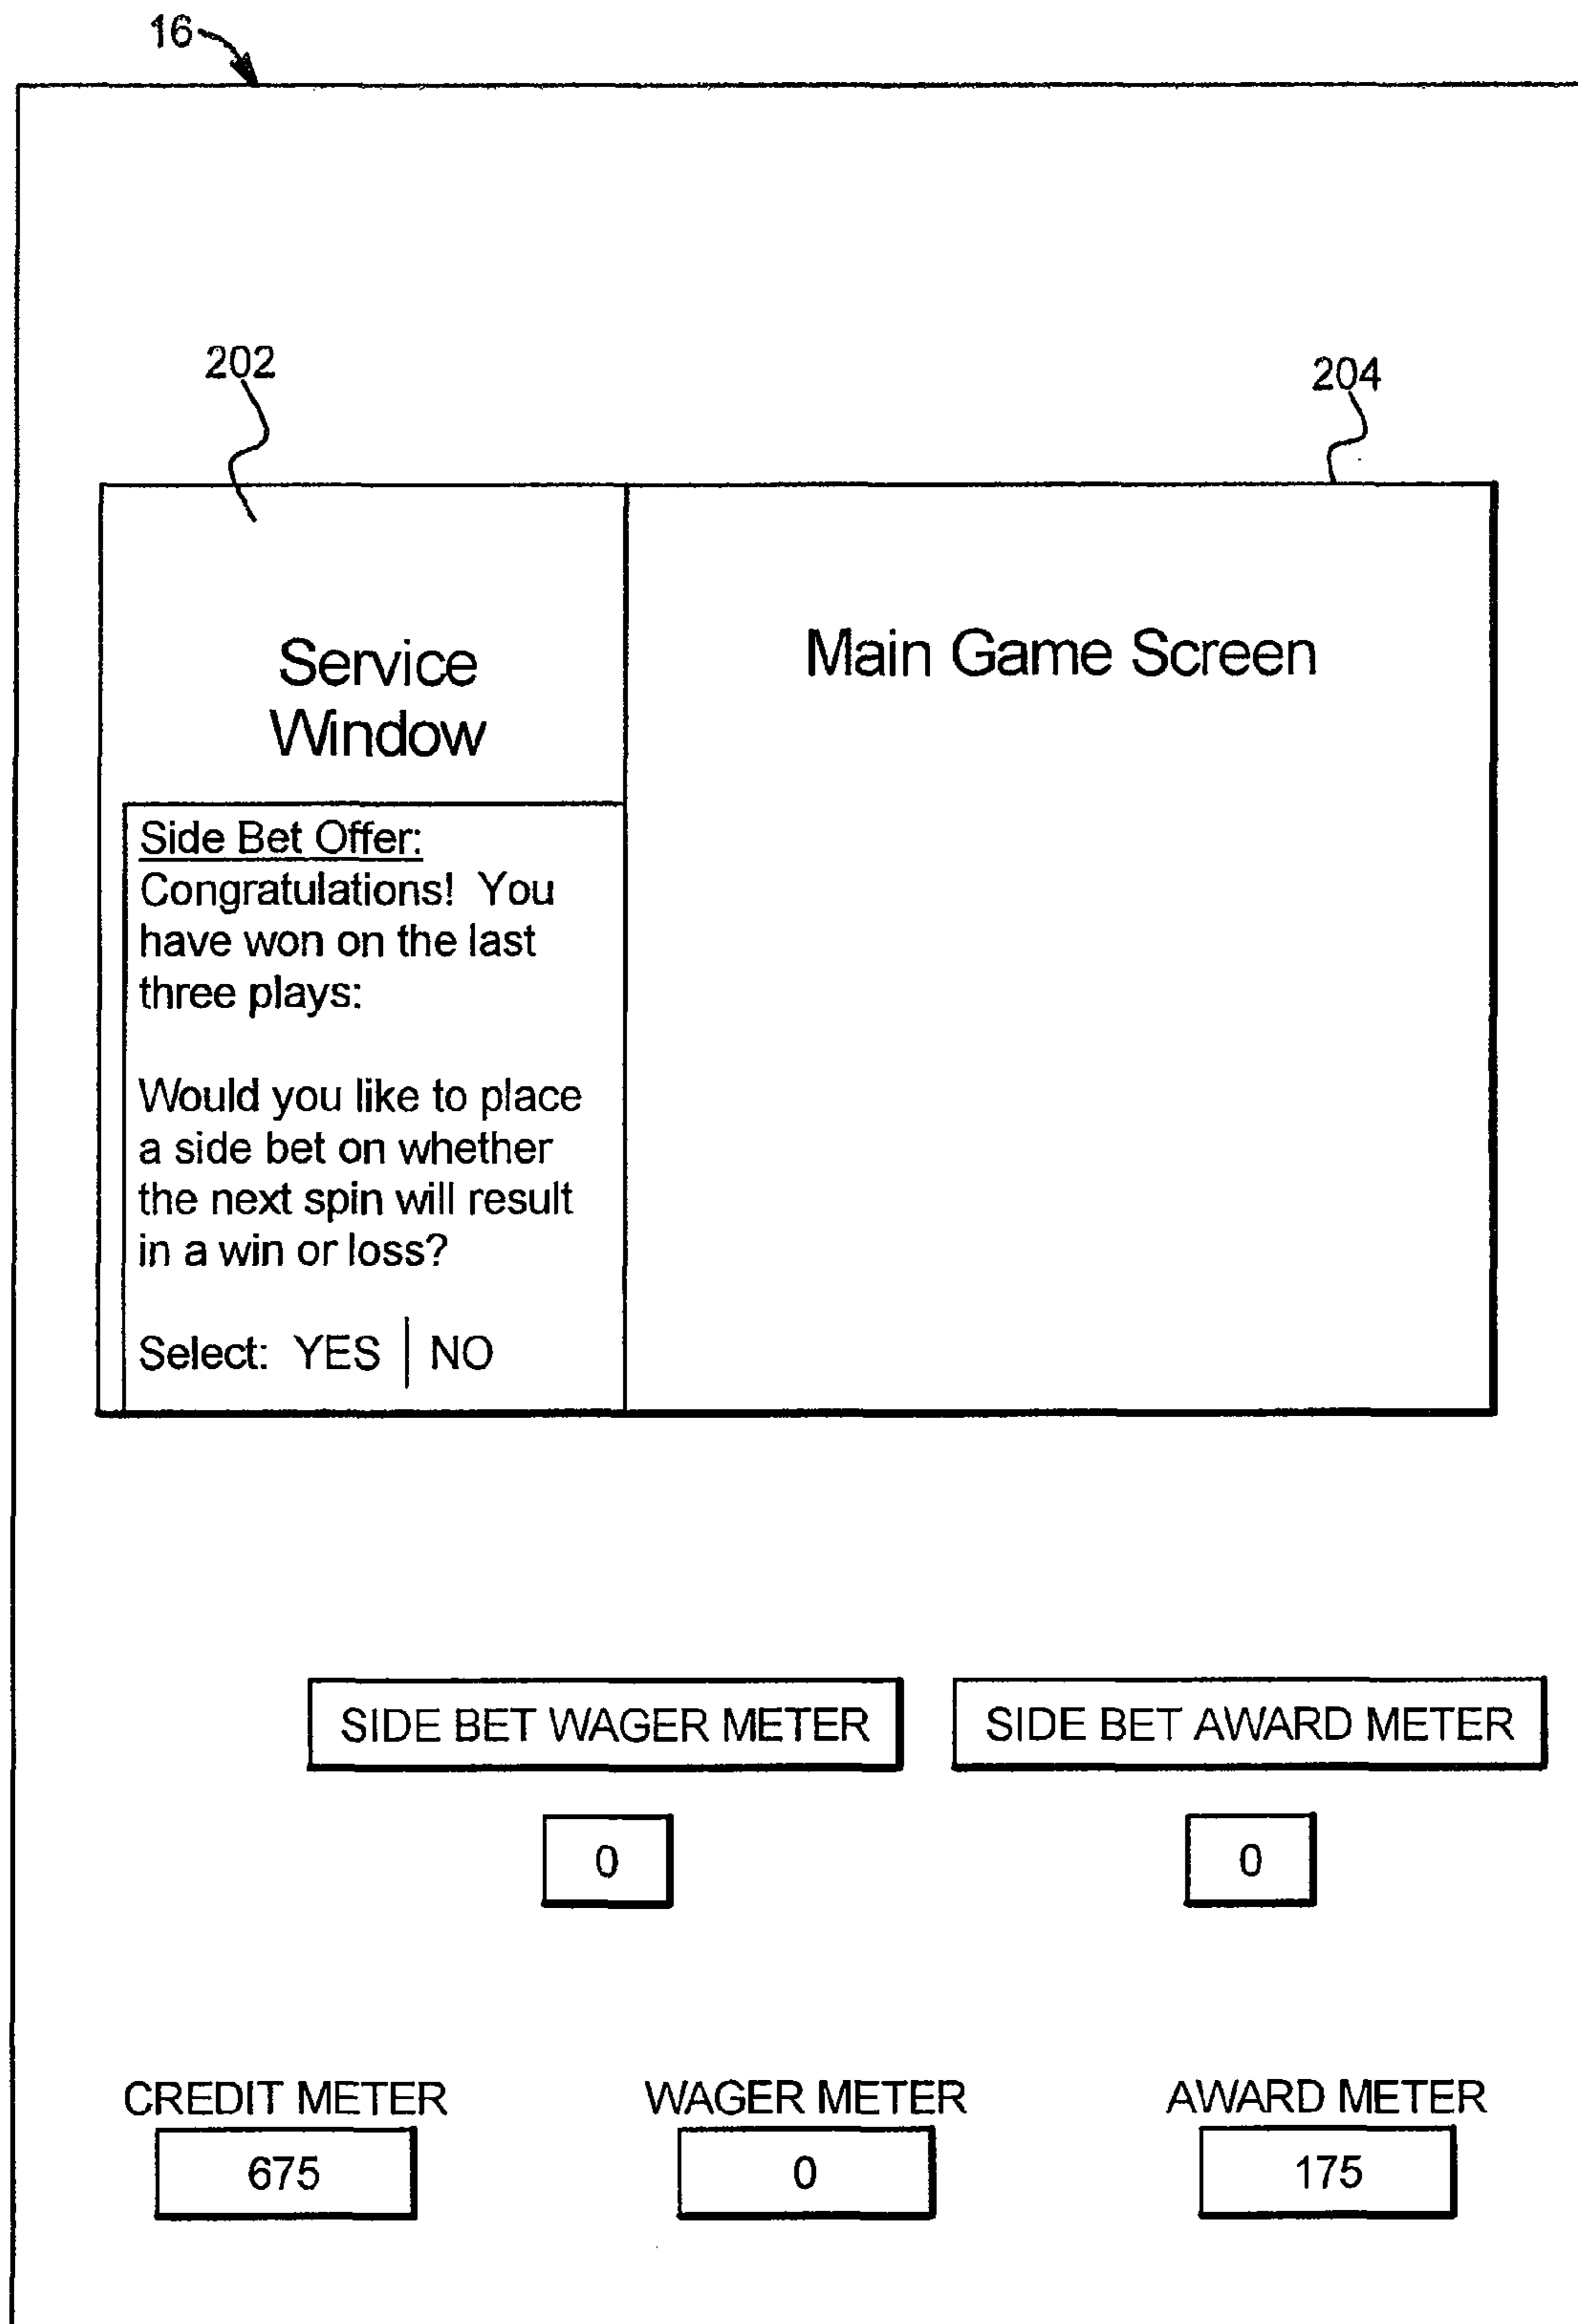 16
202
204
Service
Window
Main Game Screen
Side Bet Offer:
Congratulations! You
have won on the last
three plays:
Would you like to place
a side bet on whether
the next spin will result
in a win or loss?
Select: YES | NO
SIDE BET WAGER METER
SIDE BET AWARD METER
0
0
CREDIT METER
WAGER METER
AWARD METER
675
0
175